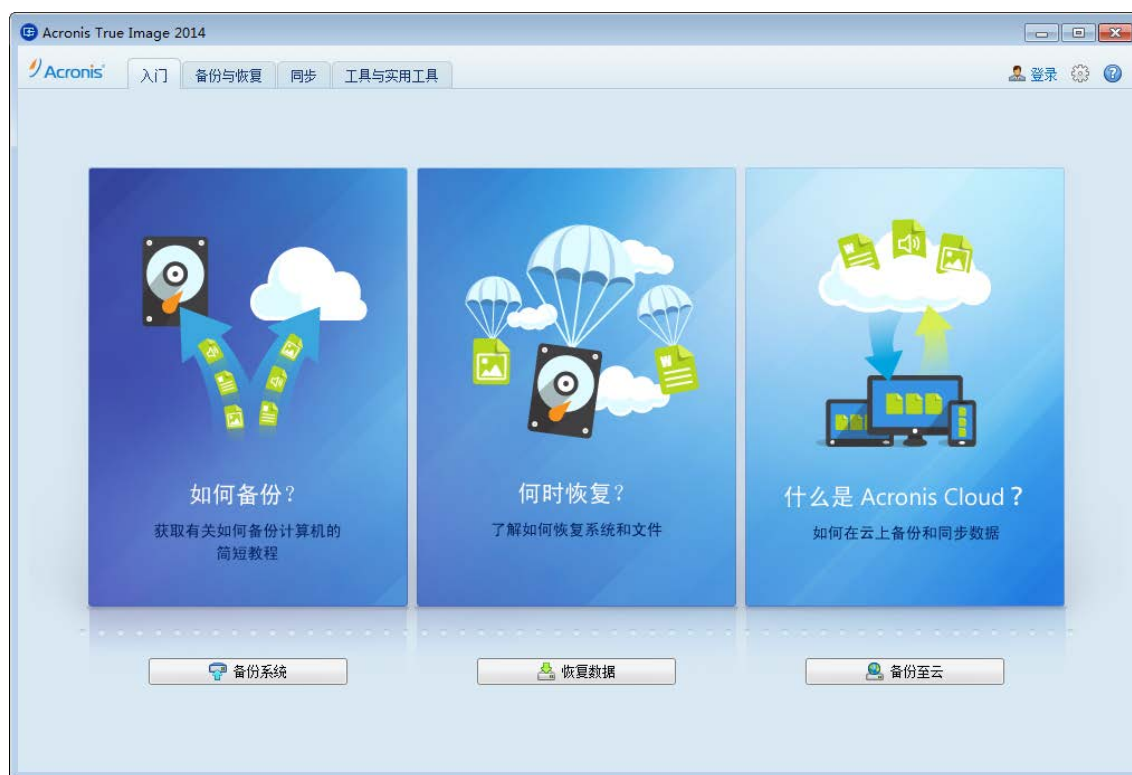 Acronis True Image 2014
Acronis 入门 备份与恢复 同步 工具与实用工具 登录
如何备份？
获取有关如何备份计算机的
简短教程
何时恢复？
了解如何恢复系统和文件
什么是 Acronis Cloud？
如何在云上备份和同步数据
备份系统
恢复数据
备份至云